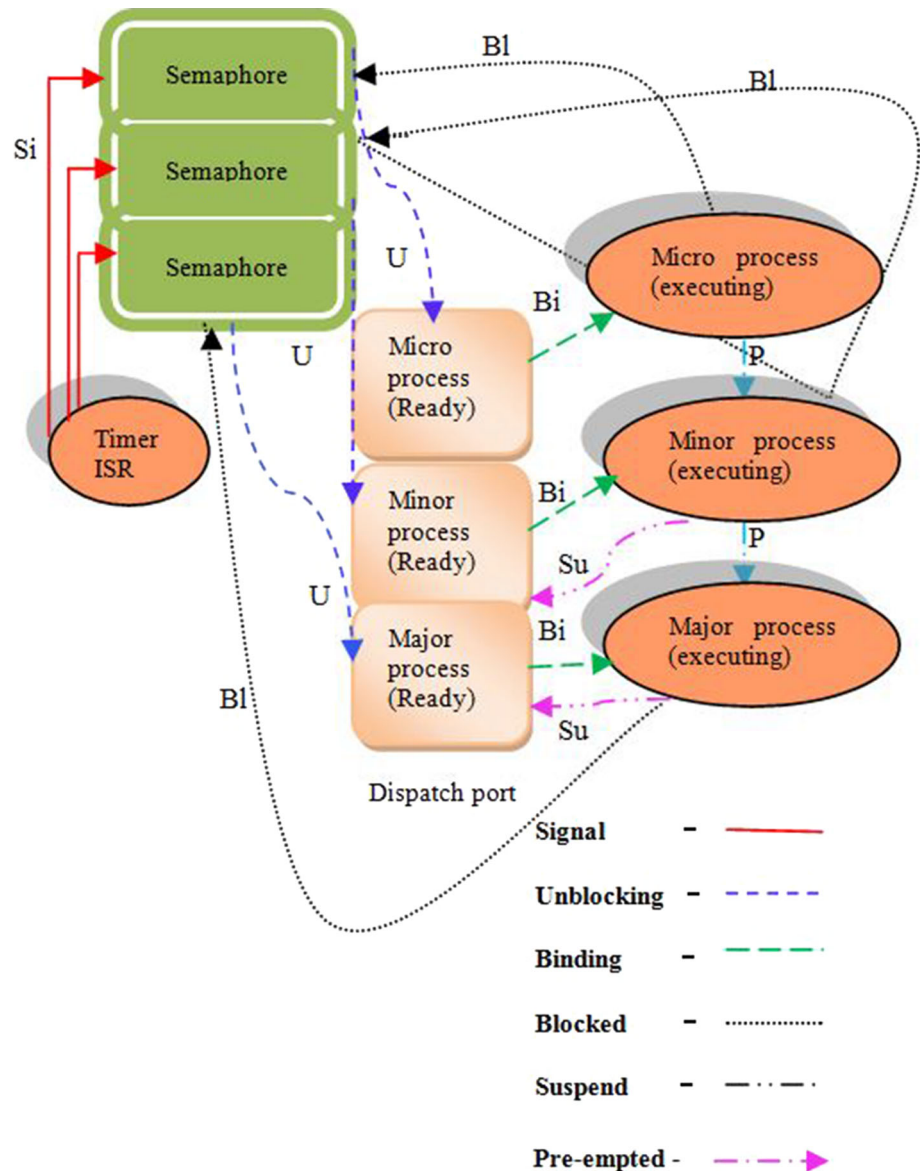 Bl
Semaphore
Bl
Si
Semaphore
Semaphore
U
Micro process
(executing)
Bi
U
Micro
process
(Ready)
P
Timer
ISR
Minor process
(executing)
Bi
Minor
process
(Ready)
P
Su
U
Bi
Major process
(executing)
Major
process
(Ready)
Bl
Su
Dispatch port
Signal -
Unblocking -
Binding -
Blocked -
Suspend -
Pre-empted -